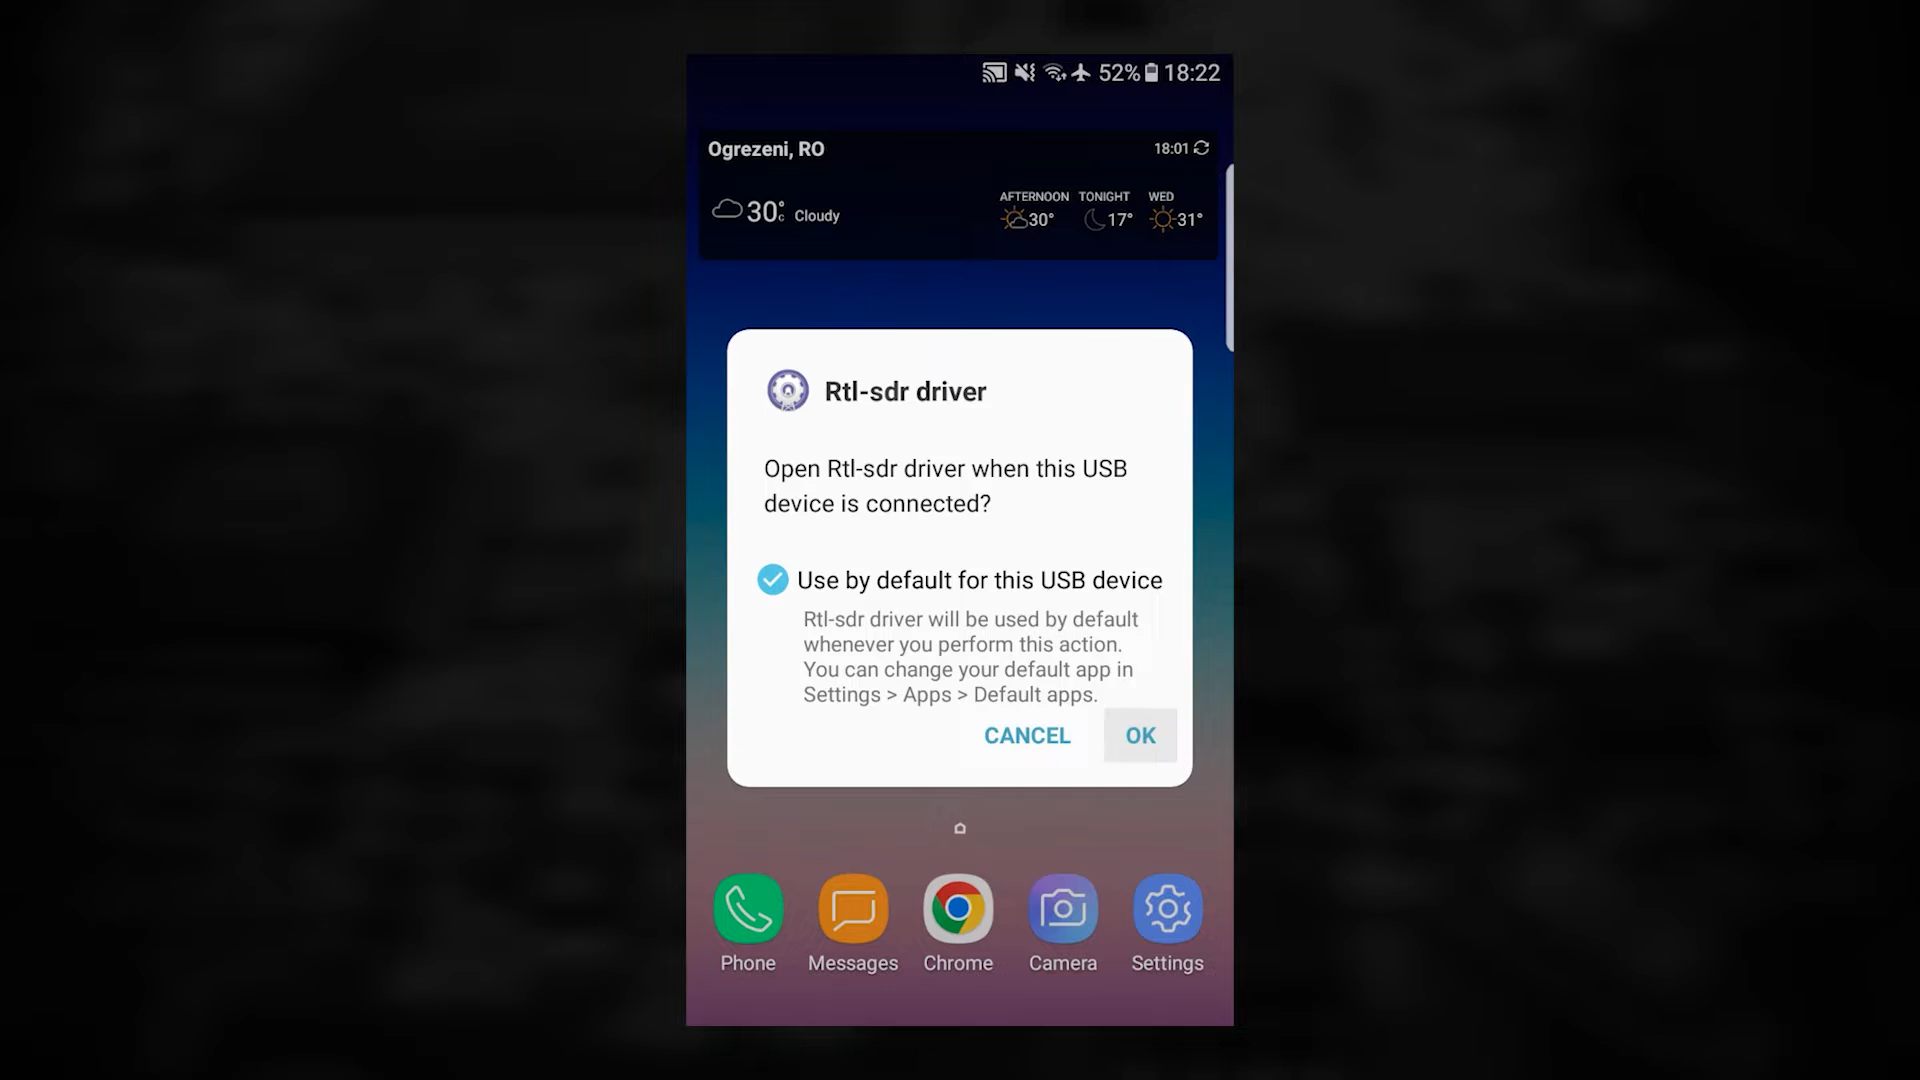 52% 18:22
Ogrezeni, RO 18:01
AFTERNOON TONIGHT WED
30°c Cloudy 30° 17° 31°
Rtl-sdr driver
Open Rtl-sdr driver when this USB
device is connected?
Use by default for this USB device
Rtl-sdr driver will be used by default
whenever you perform this action.
You can change your default app in
Settings > Apps > Default apps.
CANCEL OK
Phone Messages Chrome Camera Settings